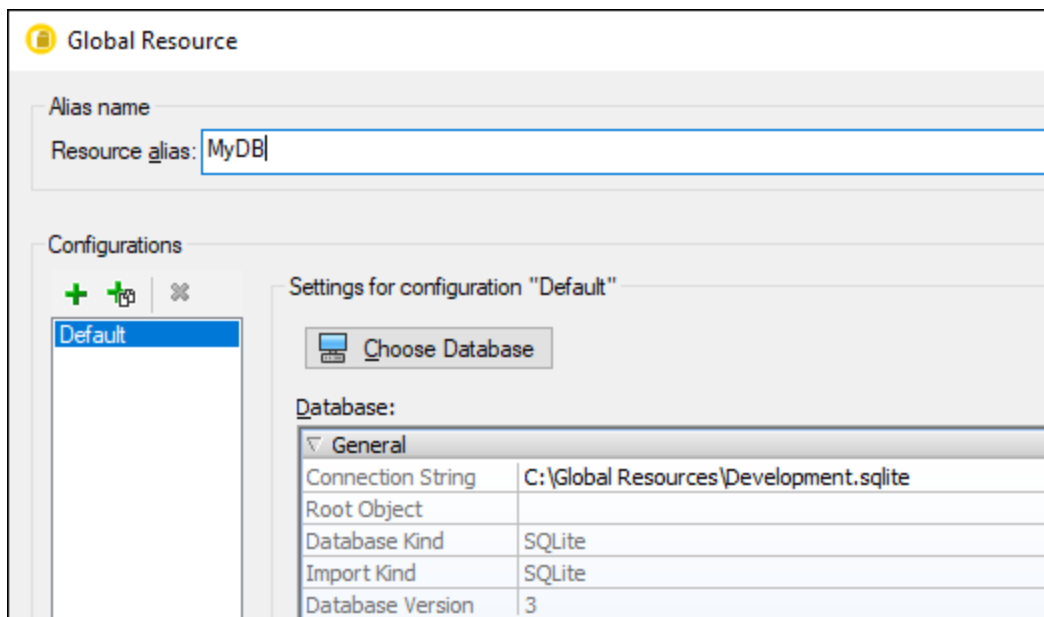 Global Resource
Alias name
Resource alias: MyDB
Configurations
Settings for configuration "Default"
Default
Choose Database
Database:
General
Connection String C:\Global Resources\Development.sqlite
Root Object
Database Kind SQLite
Import Kind SQLite
Database Version 3